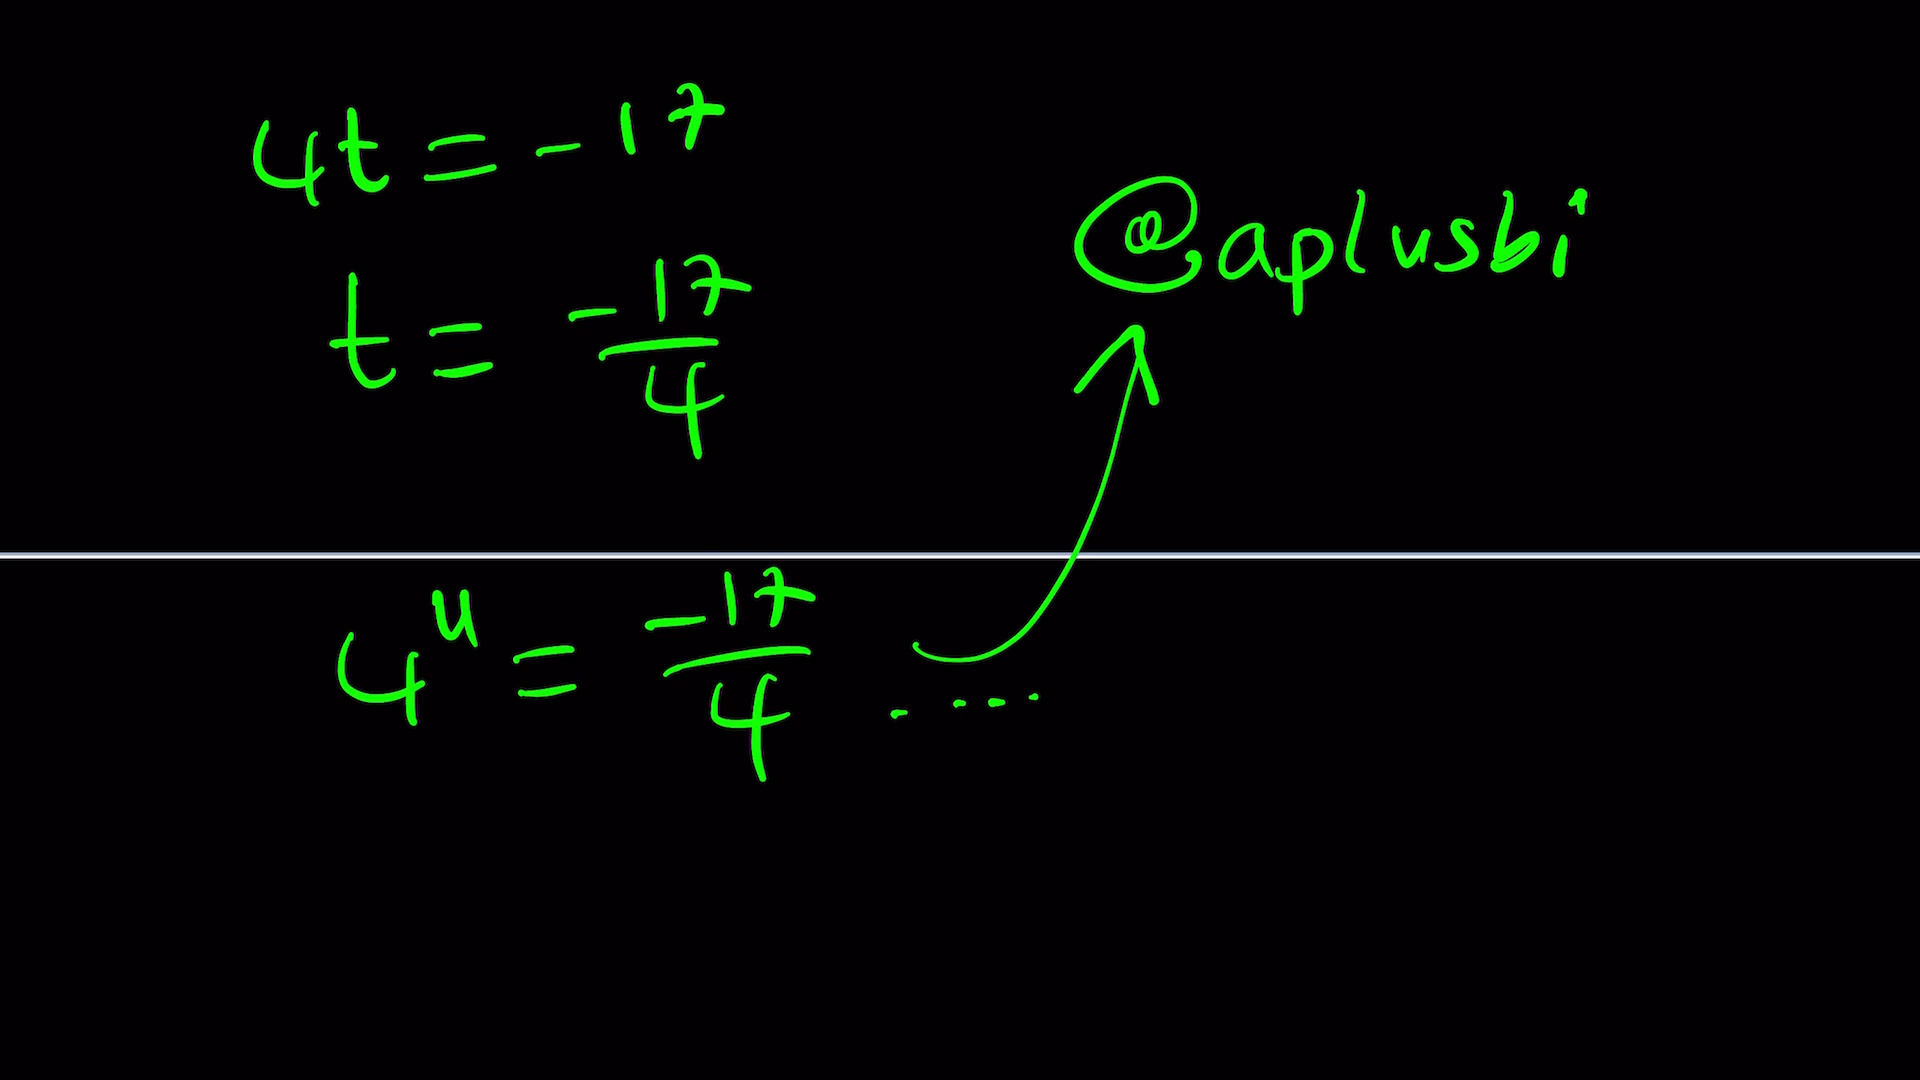 4t = -17
@aplusbi
t = -17/4
4^u = -17/4 ....